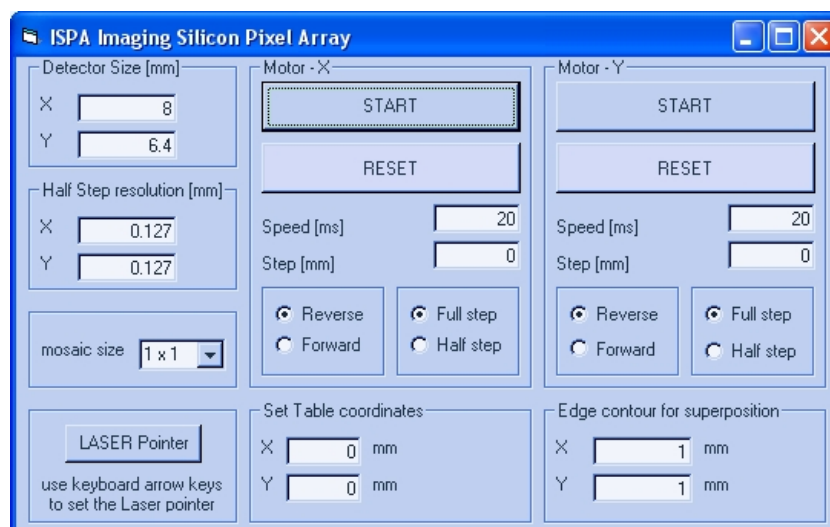 ISPA Imaging Silicon Pixel Array
Detector Size [mm]
X 8
Y 6.4
Half Step resolution [mm]
X 0.127
Y 0.127
mosaic size 1 x 1
LASER Pointer
use keyboard arrow keys
to set the Laser pointer
Motor - X
START
RESET
Speed [ms] 20
Step [mm] 0
Reverse
Forward
Full step
Half step
Set Table coordinates
X 0 mm
Y 0 mm
Motor - Y
START
RESET
Speed [ms] 20
Step [mm] 0
Reverse
Forward
Full step
Half step
Edge contour for superposition
X 1 mm
Y 1 mm